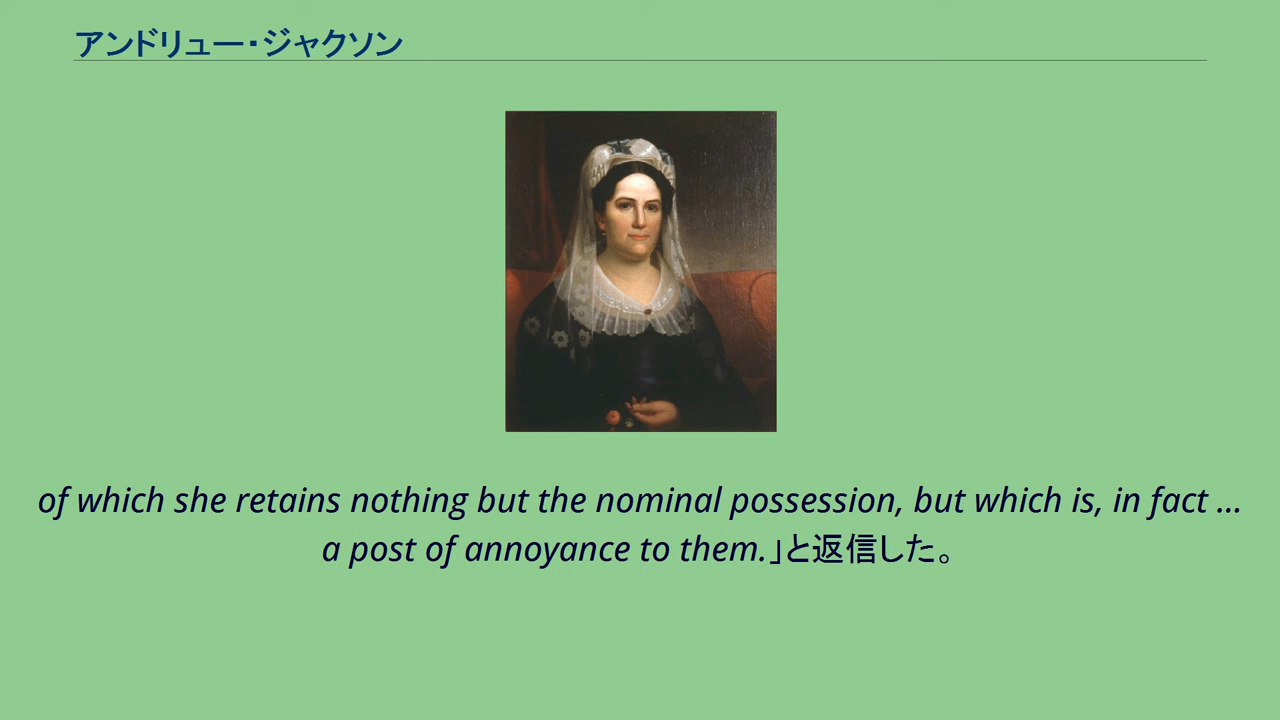 アンドリュー・ジャクソン
of which she retains nothing but the nominal possession, but which is, in fact ...
a post of annoyance to them.」と返信した。